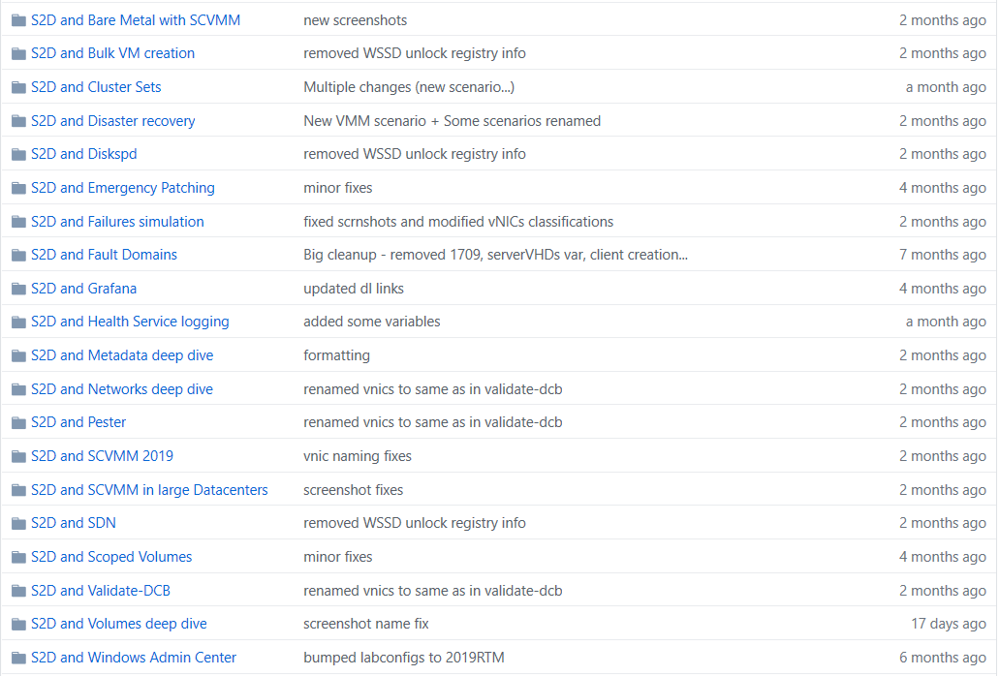 S2D and Bare Metal with SCVMM new screenshots 2 months ago
S2D and Bulk VM creation removed WSSD unlock registry info 2 months ago
S2D and Cluster Sets Multiple changes (new scenario...) a month ago
S2D and Disaster recovery New VMM scenario + Some scenarios renamed 2 months ago
S2D and Diskspd removed WSSD unlock registry info 2 months ago
S2D and Emergency Patching minor fixes 4 months ago
S2D and Failures simulation fixed scrnshots and modified vNICs classifications 2 months ago
S2D and Fault Domains Big cleanup - removed 1709, serverVHDs var, client creation... 7 months ago
S2D and Grafana updated dl links 4 months ago
S2D and Health Service logging added some variables a month ago
S2D and Metadata deep dive formatting 2 months ago
S2D and Networks deep dive renamed vnics to same as in validate-dcb 2 months ago
S2D and Pester renamed vnics to same as in validate-dcb 2 months ago
S2D and SCVMM 2019 vnic naming fixes 2 months ago
S2D and SCVMM in large Datacenters screenshot fixes 2 months ago
S2D and SDN removed WSSD unlock registry info 2 months ago
S2D and Scoped Volumes minor fixes 4 months ago
S2D and Validate-DCB renamed vnics to same as in validate-dcb 2 months ago
S2D and Volumes deep dive screenshot name fix 17 days ago
S2D and Windows Admin Center bumped labconfigs to 2019RTM 6 months ago